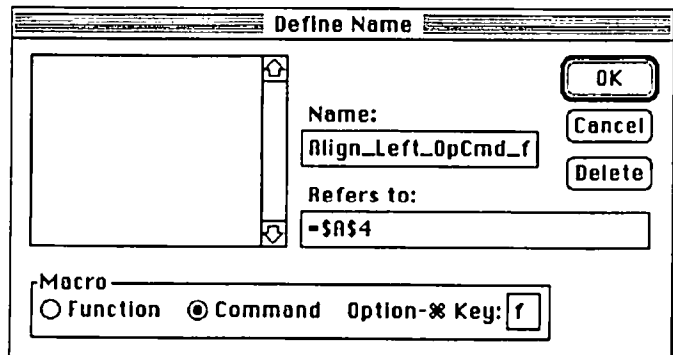 Define Name
OK
Name:
Cancel
Align_Left_OpCmd_f
Delete
Refers to:
=$A$4
Macro
Function Command Option-⌘ Key: f